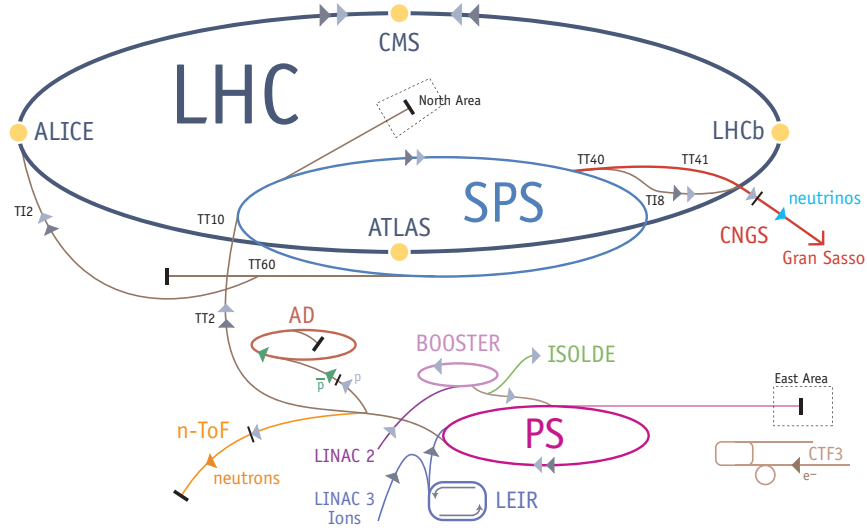 CMS
LHC
North Area
ALICE
LHCb
TT40
TT41
TI8
neutrinos
SPS
TI2
TT10
ATLAS
CNGS
Gran Sasso
TT60
AD
TT2
BOOSTER
ISOLDE
p
p̅
East Area
n-ToF
PS
LINAC 2
neutrons
CTF3
e⁻
LINAC 3
Ions
LEIR